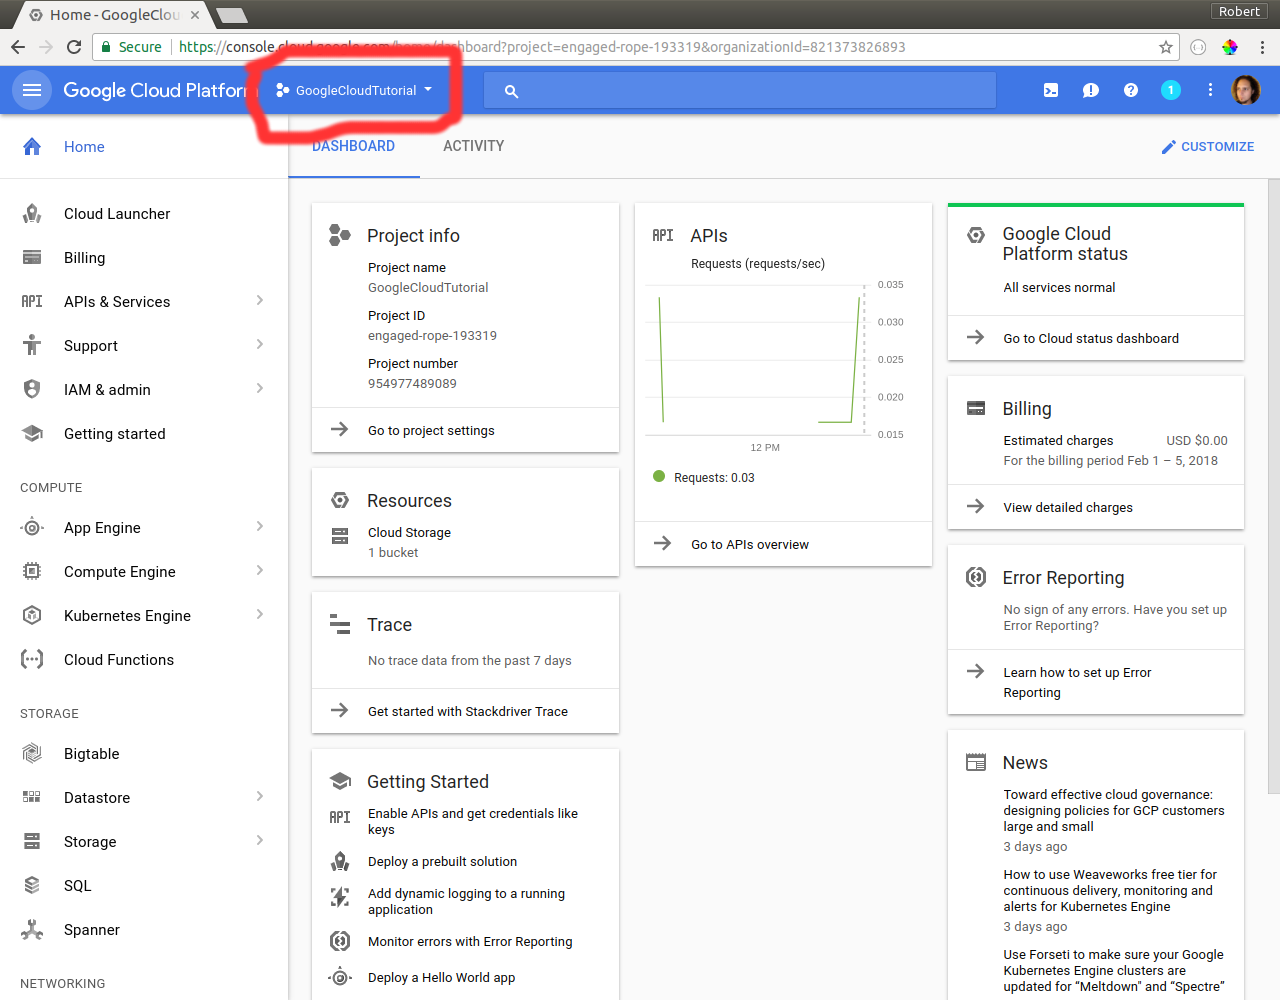 Home - GoogleClou
Robert
Secure
https://console.cloud.google.com/home/dashboard?project=engaged-rope-193319&organizationId=821373826893
Google Cloud Platform
GoogleCloudTutorial
1
Home
DASHBOARD
ACTIVITY
CUSTOMIZE
Cloud Launcher
Billing
API
APIs & Services
Support
IAM & admin
Getting started
COMPUTE
App Engine
Compute Engine
Kubernetes Engine
Cloud Functions
STORAGE
Bigtable
Datastore
Storage
SQL
Spanner
NETWORKING
Project info
Project name
GoogleCloudTutorial
Project ID
engaged-rope-193319
Project number
954977489089
Go to project settings
Resources
Cloud Storage
1 bucket
Trace
No trace data from the past 7 days
Get started with Stackdriver Trace
Getting Started
API
Enable APIs and get credentials like
keys
Deploy a prebuilt solution
Add dynamic logging to a running
application
Monitor errors with Error Reporting
Deploy a Hello World app
API
APIs
Requests (requests/sec)
0.035
0.030
0.025
0.020
0.015
12 PM
Requests: 0.03
Go to APIs overview
Google Cloud
Platform status
All services normal
Go to Cloud status dashboard
Billing
Estimated charges
USD $0.00
For the billing period Feb 1 – 5, 2018
View detailed charges
Error Reporting
No sign of any errors. Have you set up
Error Reporting?
Learn how to set up Error
Reporting
News
Toward effective cloud governance:
designing policies for GCP customers
large and small
3 days ago
How to use Weaveworks free tier for
continuous delivery, monitoring and
alerts for Kubernetes Engine
3 days ago
Use Forseti to make sure your Google
Kubernetes Engine clusters are
updated for “Meltdown" and “Spectre”